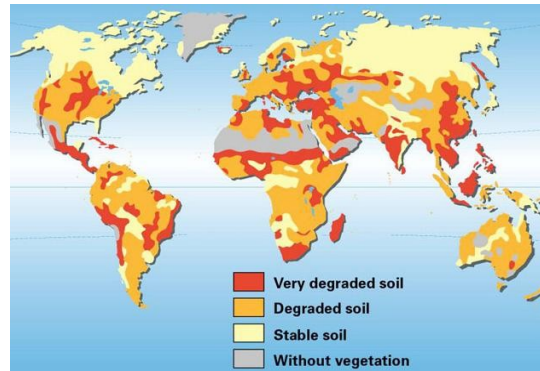 Very degraded soil
Degraded soil
Stable soil
Without vegetation